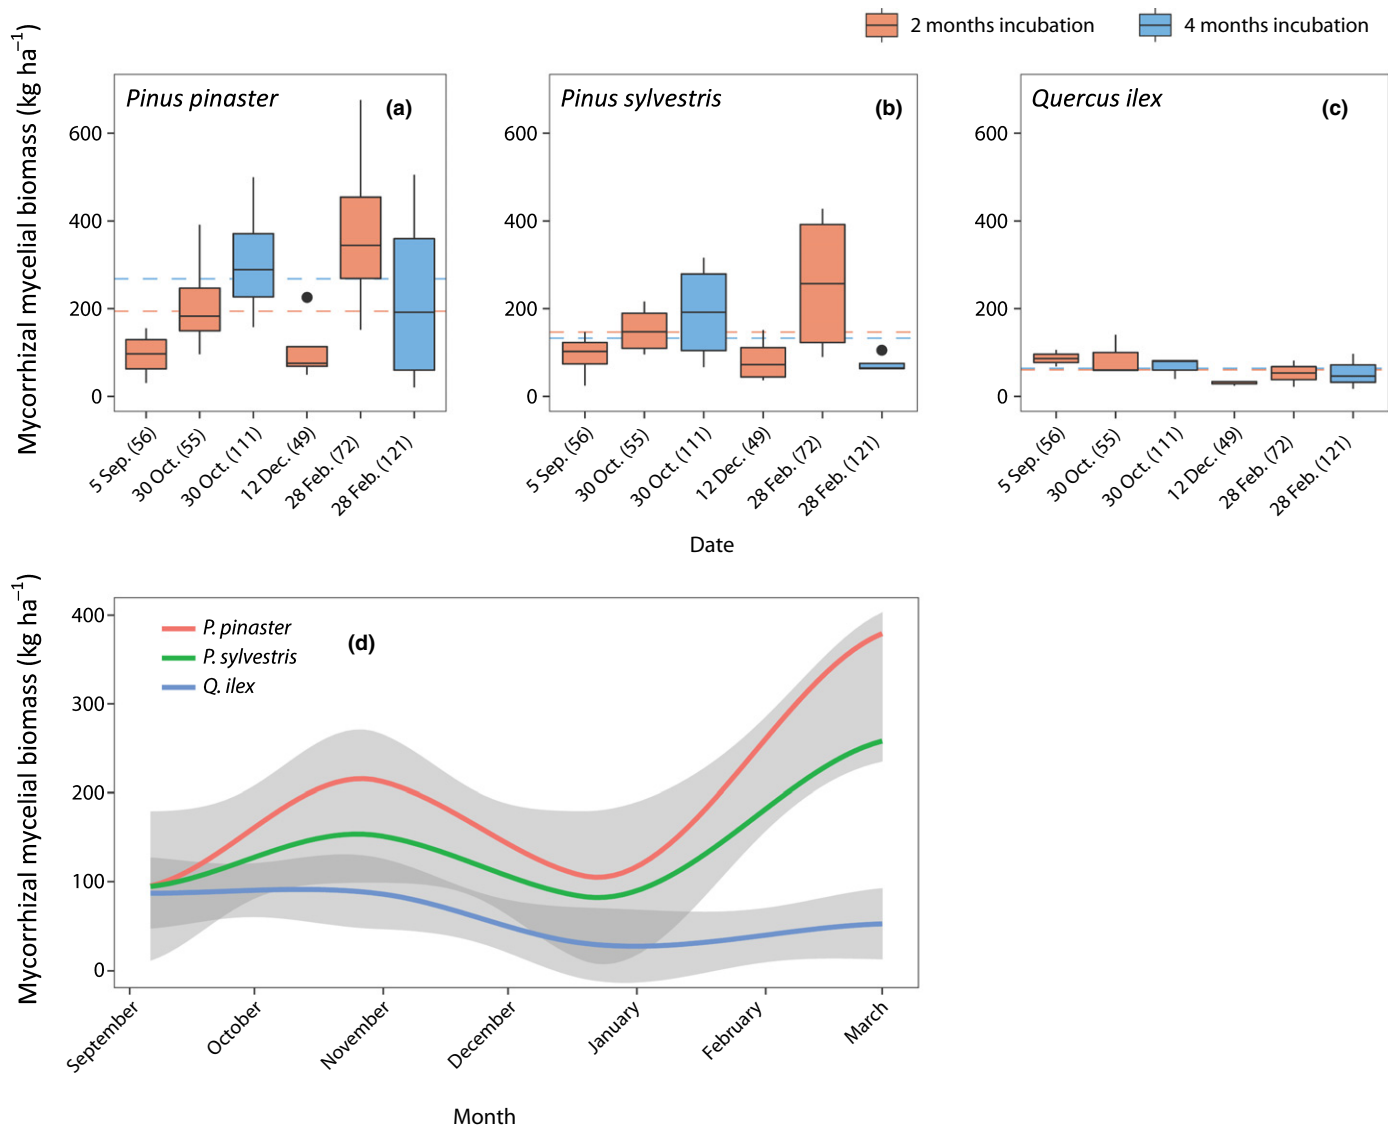 2 months incubation
4 months incubation
Mycorrhizal mycelial biomass (kg ha⁻¹)
Pinus pinaster
(a)
600
400
200
0
5 Sep. (56)
30 Oct. (55)
30 Oct. (111)
12 Dec. (49)
28 Feb. (72)
28 Feb. (121)
Pinus sylvestris
(b)
600
400
200
0
5 Sep. (56)
30 Oct. (55)
30 Oct. (111)
12 Dec. (49)
28 Feb. (72)
28 Feb. (121)
Quercus ilex
(c)
600
400
200
0
5 Sep. (56)
30 Oct. (55)
30 Oct. (111)
12 Dec. (49)
28 Feb. (72)
28 Feb. (121)
Date
Mycorrhizal mycelial biomass (kg ha⁻¹)
400
300
200
100
0
P. pinaster
P. sylvestris
Q. ilex
(d)
September
October
November
December
January
February
March
Month